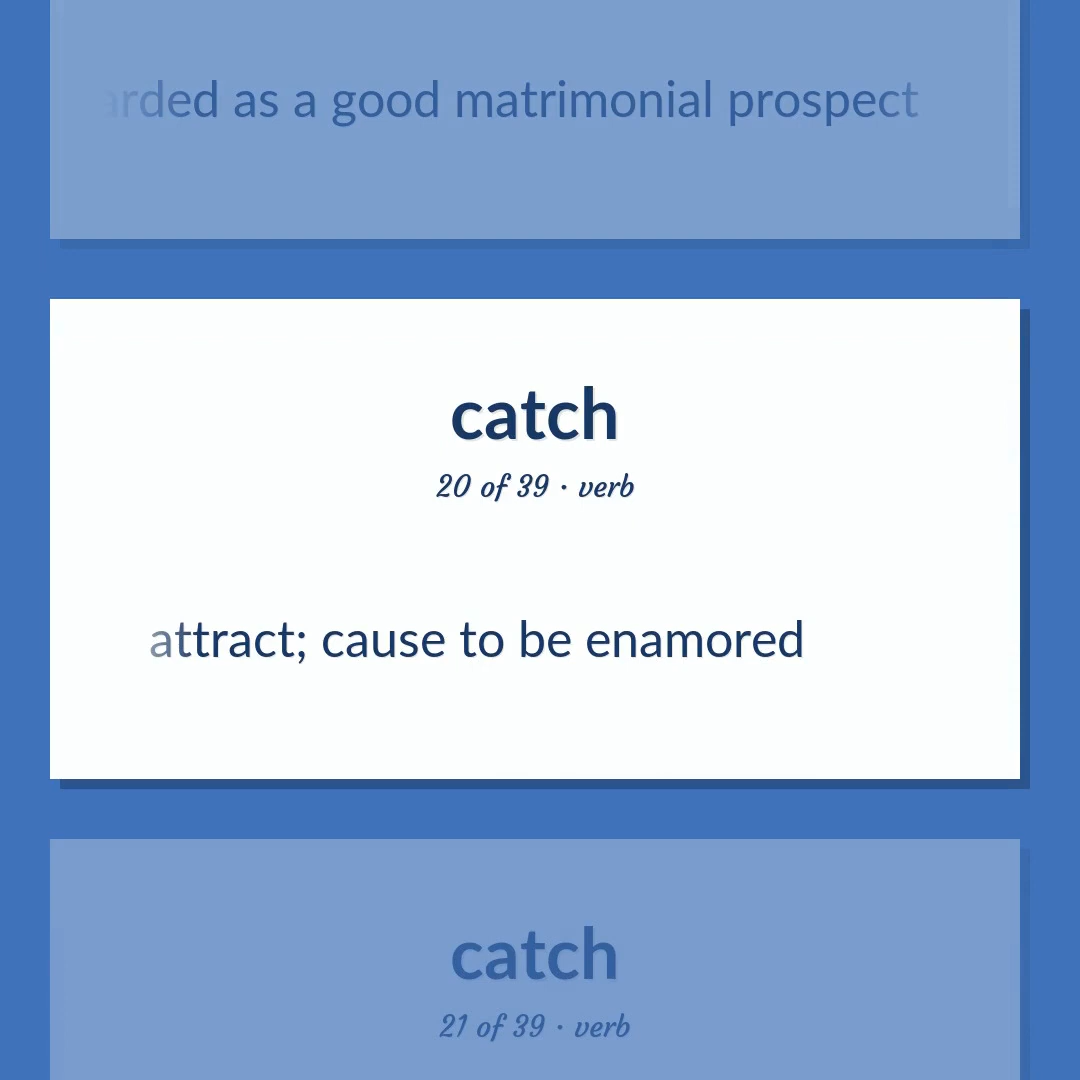 as a good matrimonial prospect
catch
20 of 39 · verb
attract; cause to be enamored
catch
21 of 39 · verb